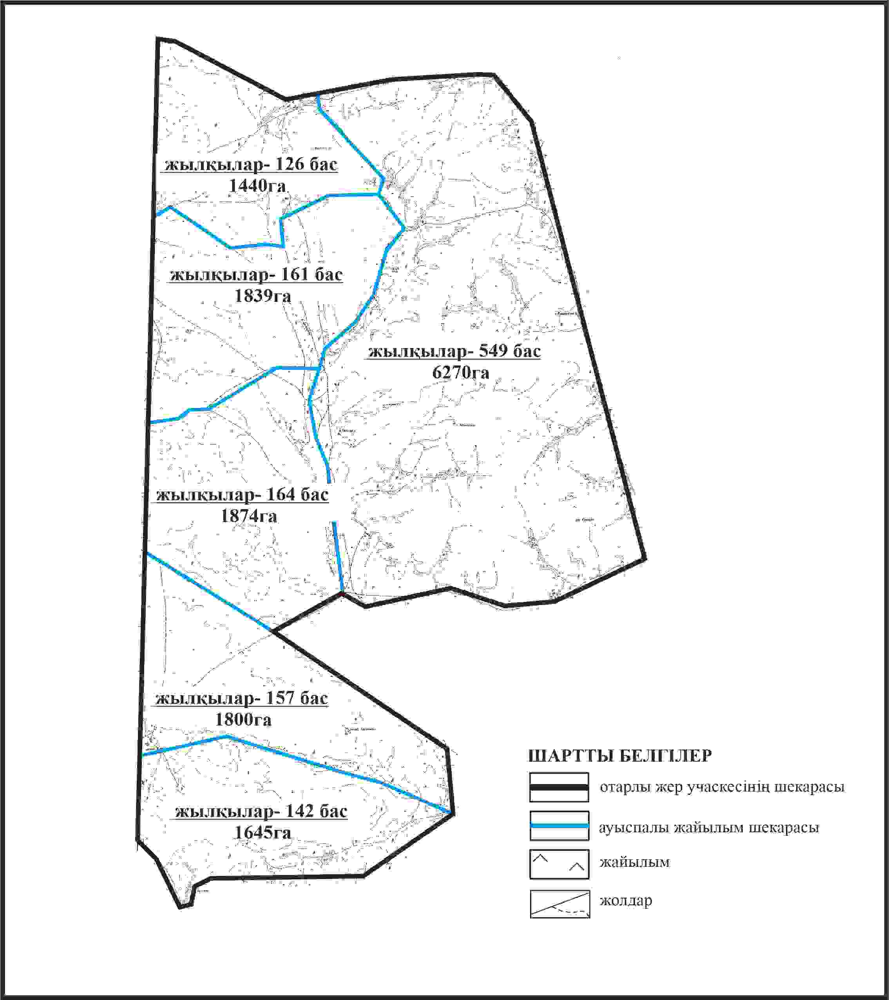 жылқылар- 126 бас
1440га
жылқылар- 161 бас
1839га
жылқылар- 549 бас
6270га
жылқылар- 164 бас
1874га
жылқылар- 157 бас
1800га
жылқылар- 142 бас
1645га
ШАРТТЫ БЕЛГІЛЕР
отарлы жер учаскесінің шекарасы
ауыспалы жайылым шекарасы
жайылым
жолдар